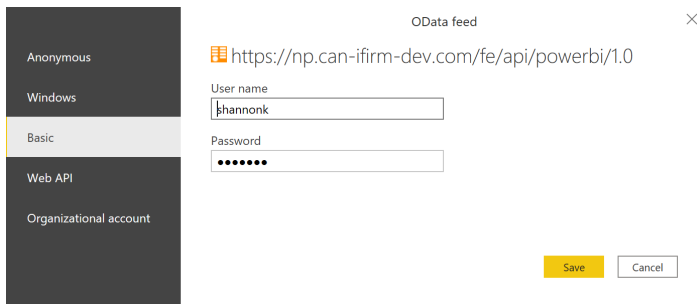 OData feed
Anonymous
Windows
Basic
Web API
Organizational account
https://np.can-ifirm-dev.com/fe/api/powerbi/1.0
User name
shannonk
Password
●●●●●●●
Save
Cancel